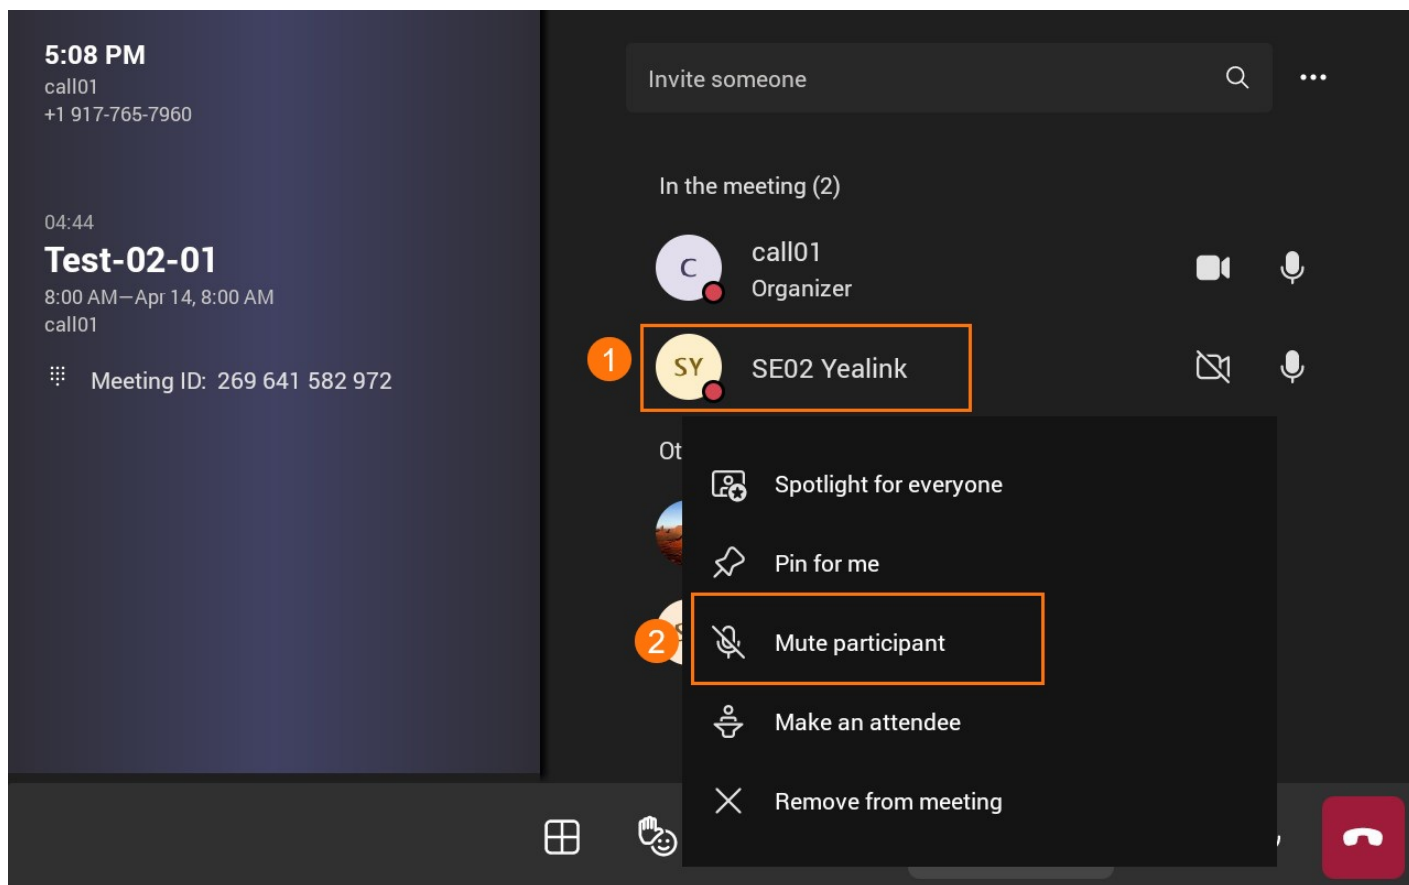 5:08 PM
call01
+1 917-765-7960
04:44
Test-02-01
8:00 AM—Apr 14, 8:00 AM
call01
Meeting ID: 269 641 582 972
Invite someone
In the meeting (2)
C
call01
Organizer
1
SY
SE02 Yealink
Ot
Spotlight for everyone
Pin for me
2
Mute participant
Make an attendee
Remove from meeting